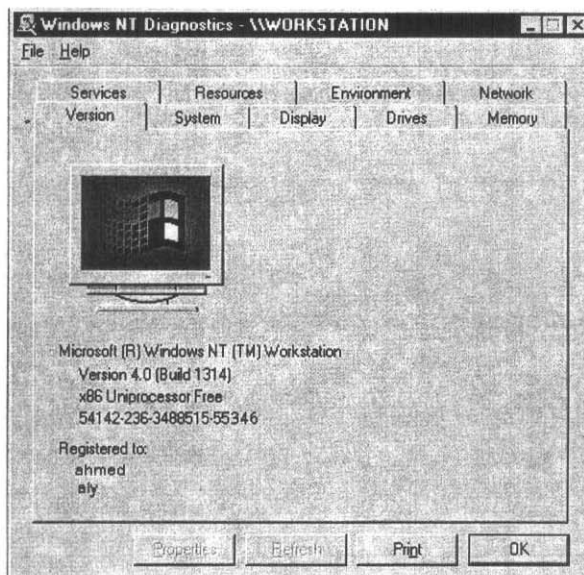 Windows NT Diagnostics - \\WORKSTATION
File Help
Services Resources Environment Network
Version System Display Drives Memory
Microsoft (R) Windows NT (TM) Workstation
Version 4.0 (Build 1314)
x86 Uniprocessor Free
54142-236-3488515-55346
Registered to:
ahmed
aly
Properties Refresh Print OK